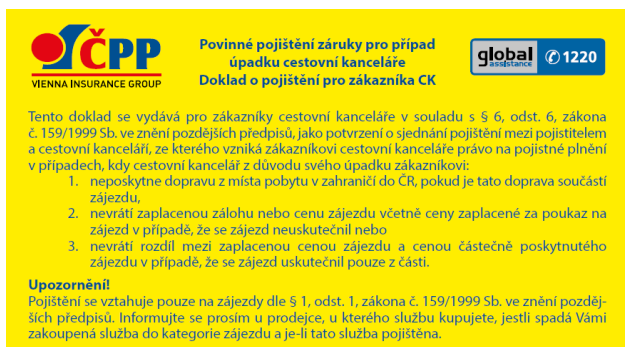 ČPP
VIENNA INSURANCE GROUP
Povinné pojištění záruky pro případ
úpadku cestovní kanceláře
Doklad o pojištění pro zákazníka CK
global
assistance
1220
Tento doklad se vydává pro zákazníky cestovní kanceláře v souladu s § 6, odst. 6, zákona
č. 159/1999 Sb. ve znění pozdějších předpisů, jako potvrzení o sjednání pojištění mezi pojistitelem
a cestovní kanceláří, ze kterého vzniká zákazníkovi cestovní kanceláře právo na pojistné plnění
v případech, kdy cestovní kancelář z důvodu svého úpadku zákazníkovi:
1. neposkytne dopravu z místa pobytu v zahraničí do ČR, pokud je tato doprava součástí
zájezdu,
2. nevrátí zaplacenou zálohu nebo cenu zájezdu včetně ceny zaplacené za poukaz na
zájezd v případě, že se zájezd neuskutečnil nebo
3. nevrátí rozdíl mezi zaplacenou cenou zájezdu a cenou částečně poskytnutého
zájezdu v případě, že se zájezd uskutečnil pouze z části.
Upozornění!
Pojištění se vztahuje pouze na zájezdy dle § 1, odst. 1, zákona č. 159/1999 Sb. ve znění pozděj-
ších předpisů. Informujte se prosím u prodejce, u kterého službu kupujete, jestli spadá Vámi
zakoupená služba do kategorie zájezdu a je-li tato služba pojištěna.